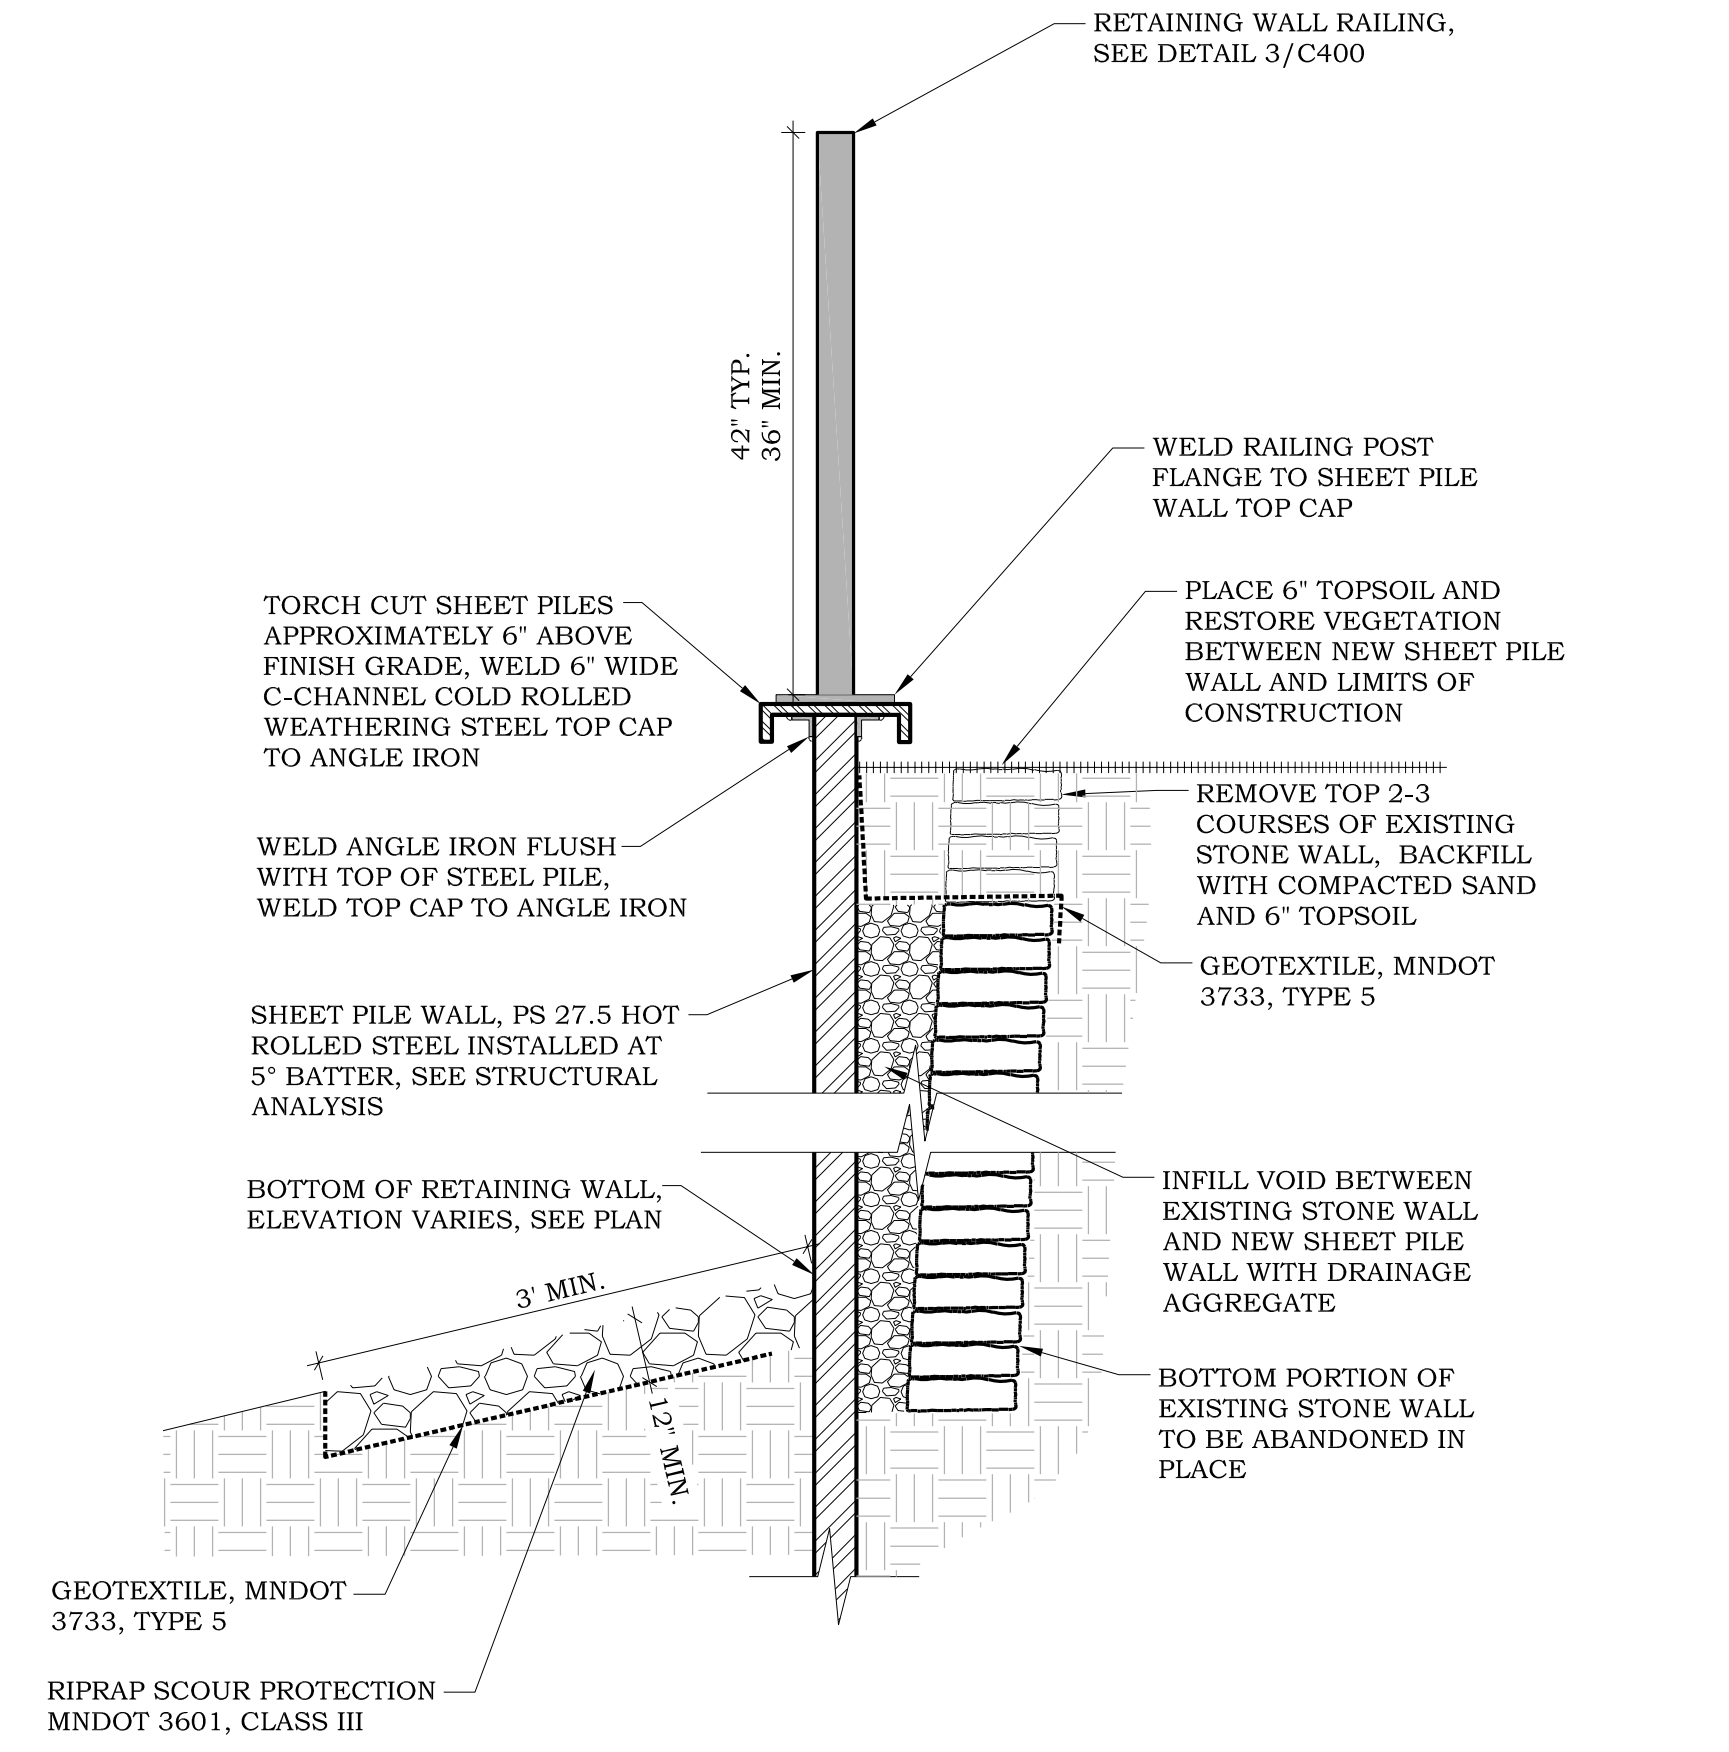 RETAINING WALL RAILING,
SEE DETAIL 3/C400
42" TYP.
36" MIN.
WELD RAILING POST
FLANGE TO SHEET PILE
WALL TOP CAP
TORCH CUT SHEET PILES
APPROXIMATELY 6" ABOVE
FINISH GRADE, WELD 6" WIDE
C-CHANNEL COLD ROLLED
WEATHERING STEEL TOP CAP
TO ANGLE IRON
PLACE 6" TOPSOIL AND
RESTORE VEGETATION
BETWEEN NEW SHEET PILE
WALL AND LIMITS OF
CONSTRUCTION
REMOVE TOP 2-3
COURSES OF EXISTING
STONE WALL, BACKFILL
WITH COMPACTED SAND
AND 6" TOPSOIL
WELD ANGLE IRON FLUSH
WITH TOP OF STEEL PILE,
WELD TOP CAP TO ANGLE IRON
GEOTEXTILE, MNDOT
3733, TYPE 5
SHEET PILE WALL, PS 27.5 HOT
ROLLED STEEL INSTALLED AT
5° BATTER, SEE STRUCTURAL
ANALYSIS
BOTTOM OF RETAINING WALL,
ELEVATION VARIES, SEE PLAN
INFILL VOID BETWEEN
EXISTING STONE WALL
AND NEW SHEET PILE
WALL WITH DRAINAGE
AGGREGATE
3' MIN.
12" MIN.
BOTTOM PORTION OF
EXISTING STONE WALL
TO BE ABANDONED IN
PLACE
GEOTEXTILE, MNDOT
3733, TYPE 5
RIPRAP SCOUR PROTECTION
MNDOT 3601, CLASS III